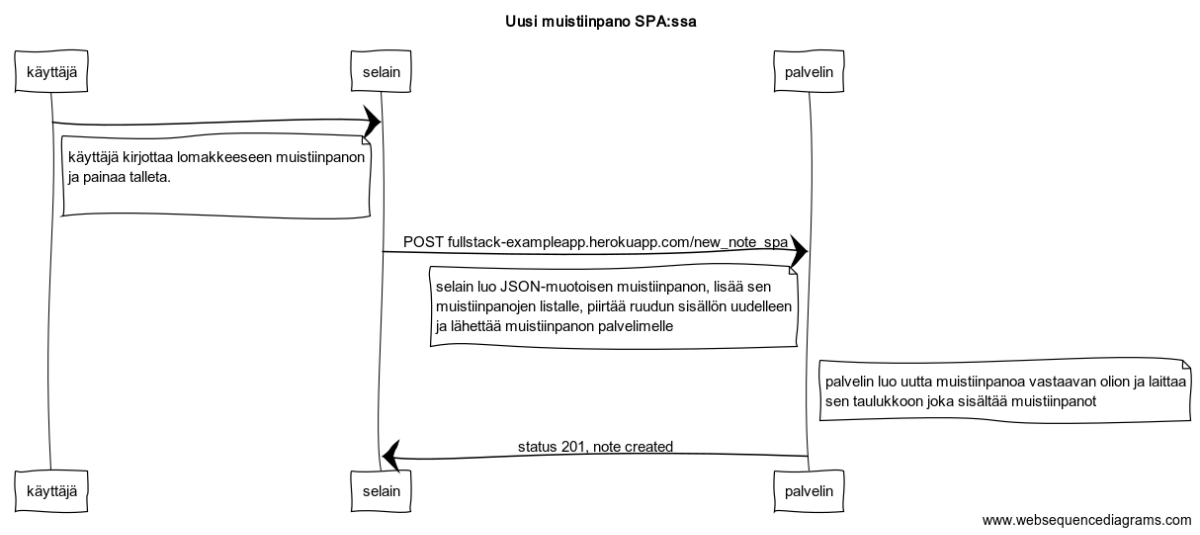 Uusi muistiinpano SPA:ssa
käyttäjä
selain
palvelin
käyttäjä kirjottaa lomakkeeseen muistiinpanon
ja painaa talleta.
POST fullstack-exampleapp.herokuapp.com/new_note_spa
selain luo JSON-muotoisen muistiinpanon, lisää sen
muistiinpanojen listalle, piirtää ruudun sisällön uudelleen
ja lähettää muistiinpanon palvelimelle
palvelin luo uutta muistiinpanoa vastaavan olion ja laittaa
sen taulukkoon joka sisältää muistiinpanot
status 201, note created
käyttäjä
selain
palvelin
www.websequencediagrams.com